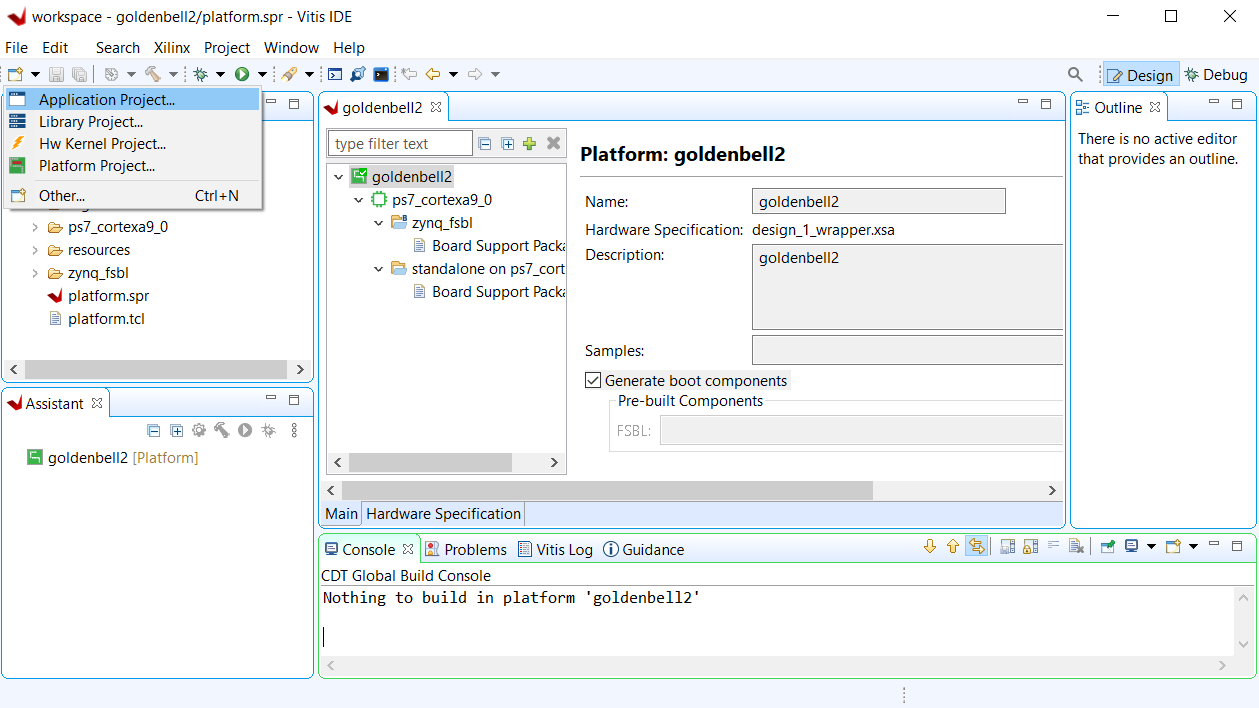 workspace - goldenbell2/platform.spr - Vitis IDE
File Edit Search Xilinx Project Window Help
Design Debug
Application Project...
Library Project...
Hw Kernel Project...
Platform Project...
Other... Ctrl+N
ps7_cortexa9_0
resources
zynq_fsbl
platform.spr
platform.tcl
Assistant
goldenbell2 [Platform]
goldenbell2
type filter text
goldenbell2
ps7_cortexa9_0
zynq_fsbl
Board Support Packa
standalone on ps7_cort
Board Support Packa
Platform: goldenbell2
Name: goldenbell2
Hardware Specification: design_1_wrapper.xsa
Description: goldenbell2
Samples:
Generate boot components
Pre-built Components
FSBL:
Main Hardware Specification
Outline
There is no active editor
that provides an outline.
Console Problems Vitis Log Guidance
CDT Global Build Console
Nothing to build in platform 'goldenbell2'